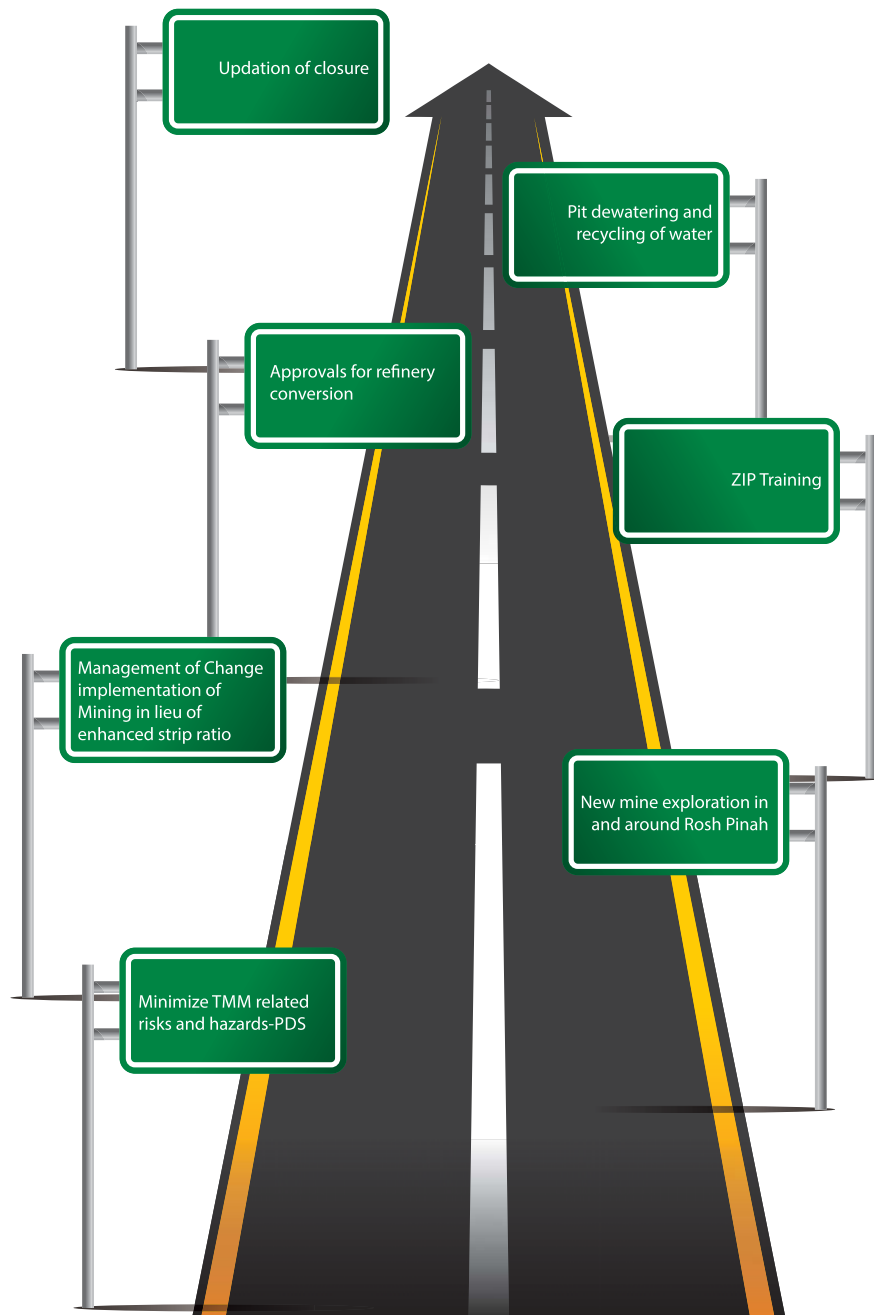 Updation of closure
Pit dewatering and
recycling of water
Approvals for refinery
conversion
ZIP Training
Management of Change
implementation of
Mining in lieu of
enhanced strip ratio
New mine exploration in
and around Rosh Pinah
Minimize TMM related
risks and hazards-PDS